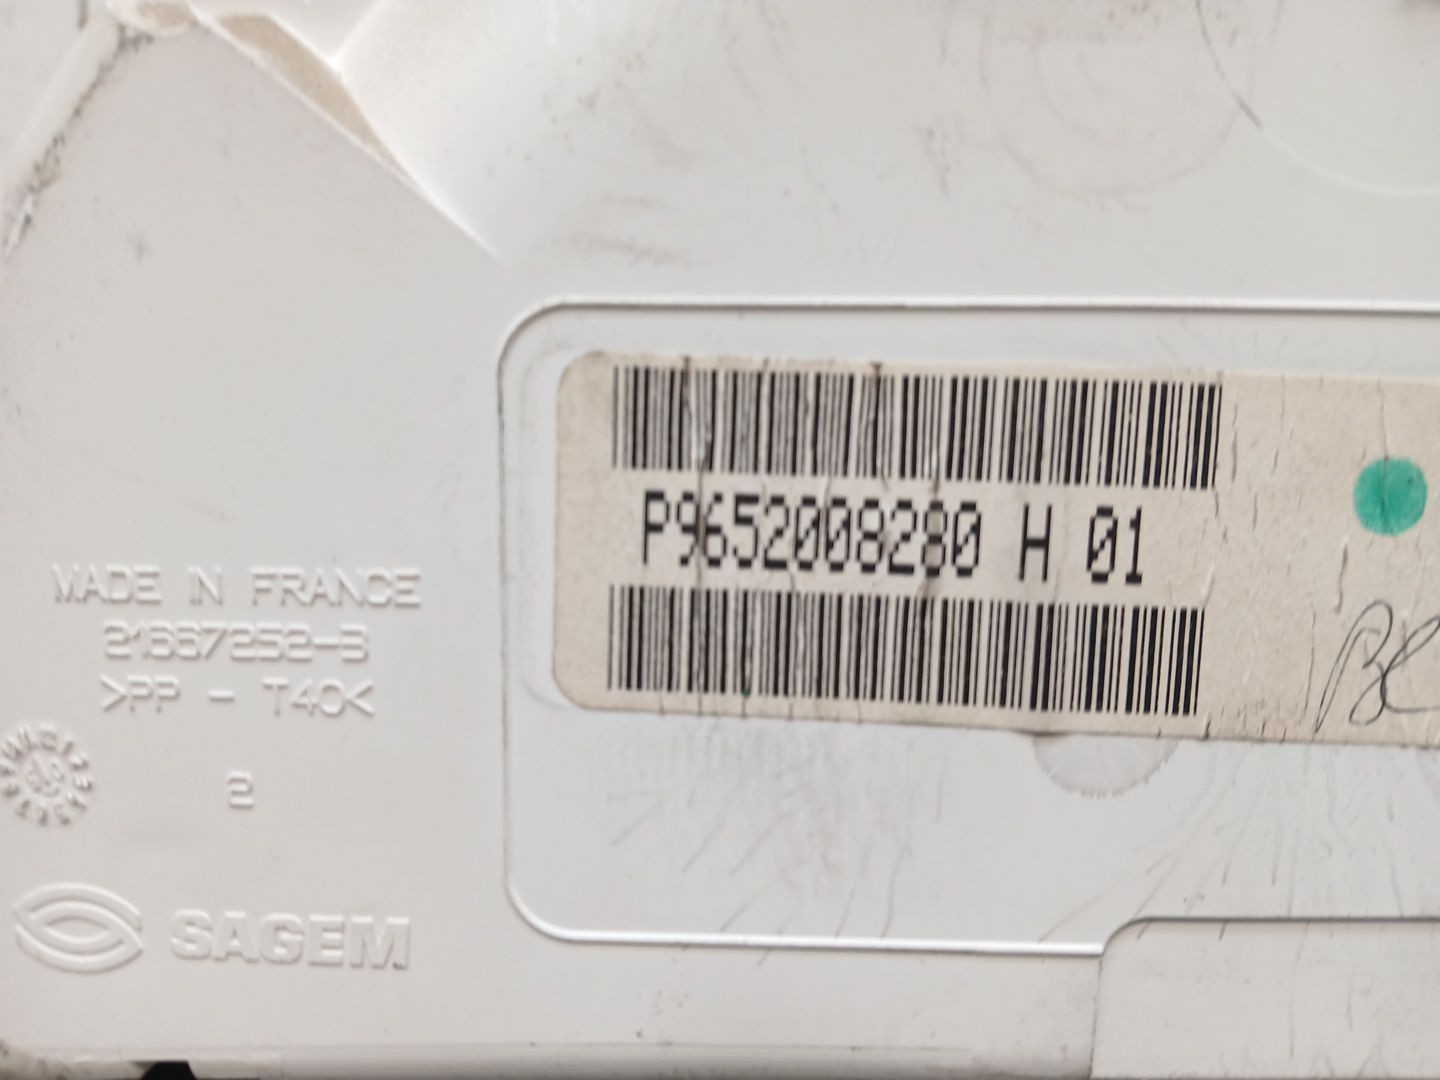 P9652008280 H 01
MADE IN FRANCE
21667252-3
>PP - T40<
2
SAGEM